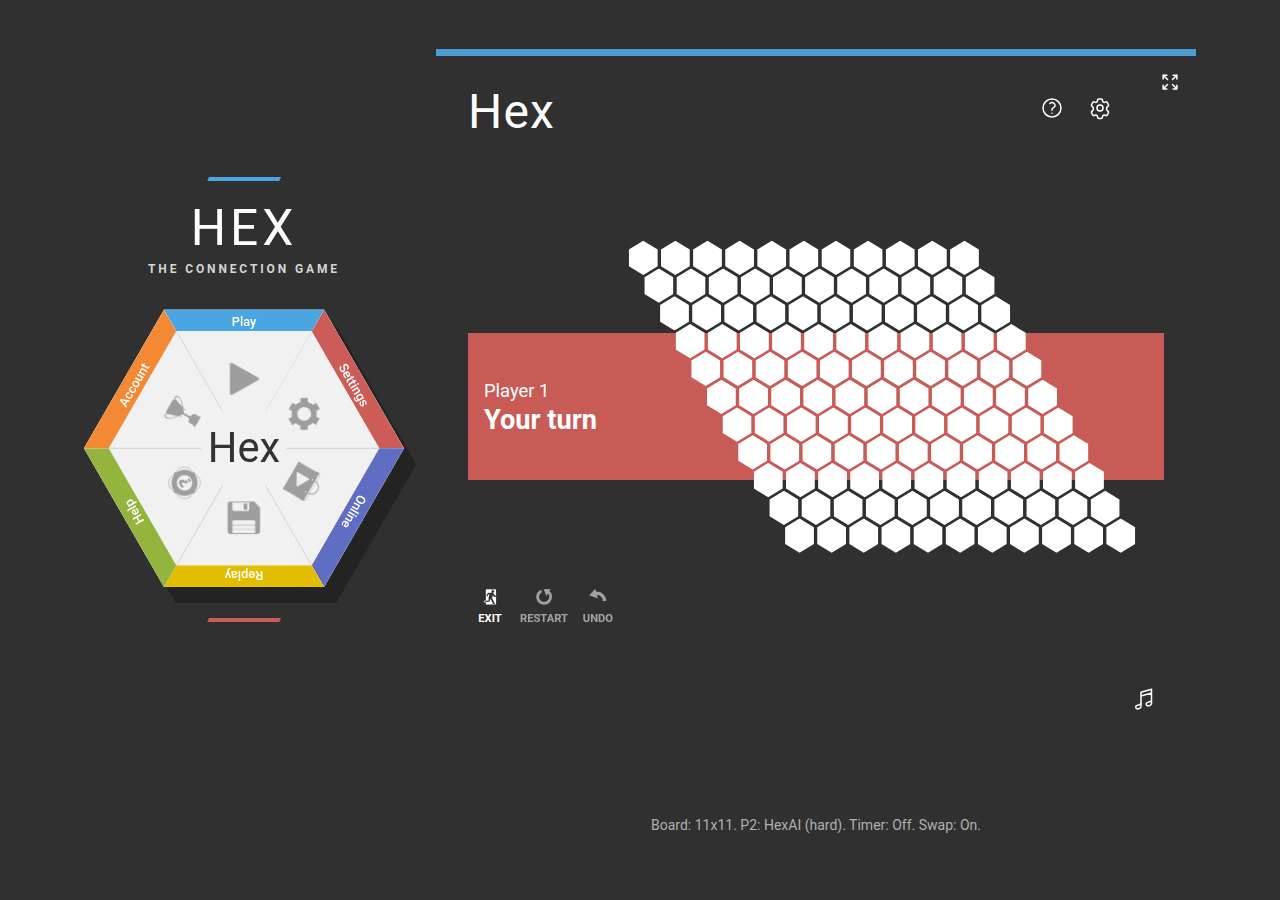 Hex
HEX
THE CONNECTION GAME
Play
Settings
Account
Hex
Online
Help
Replay
Player 1
Your turn
EXIT
RESTART
UNDO
Board: 11x11. P2: HexAI (hard). Timer: Off. Swap: On.